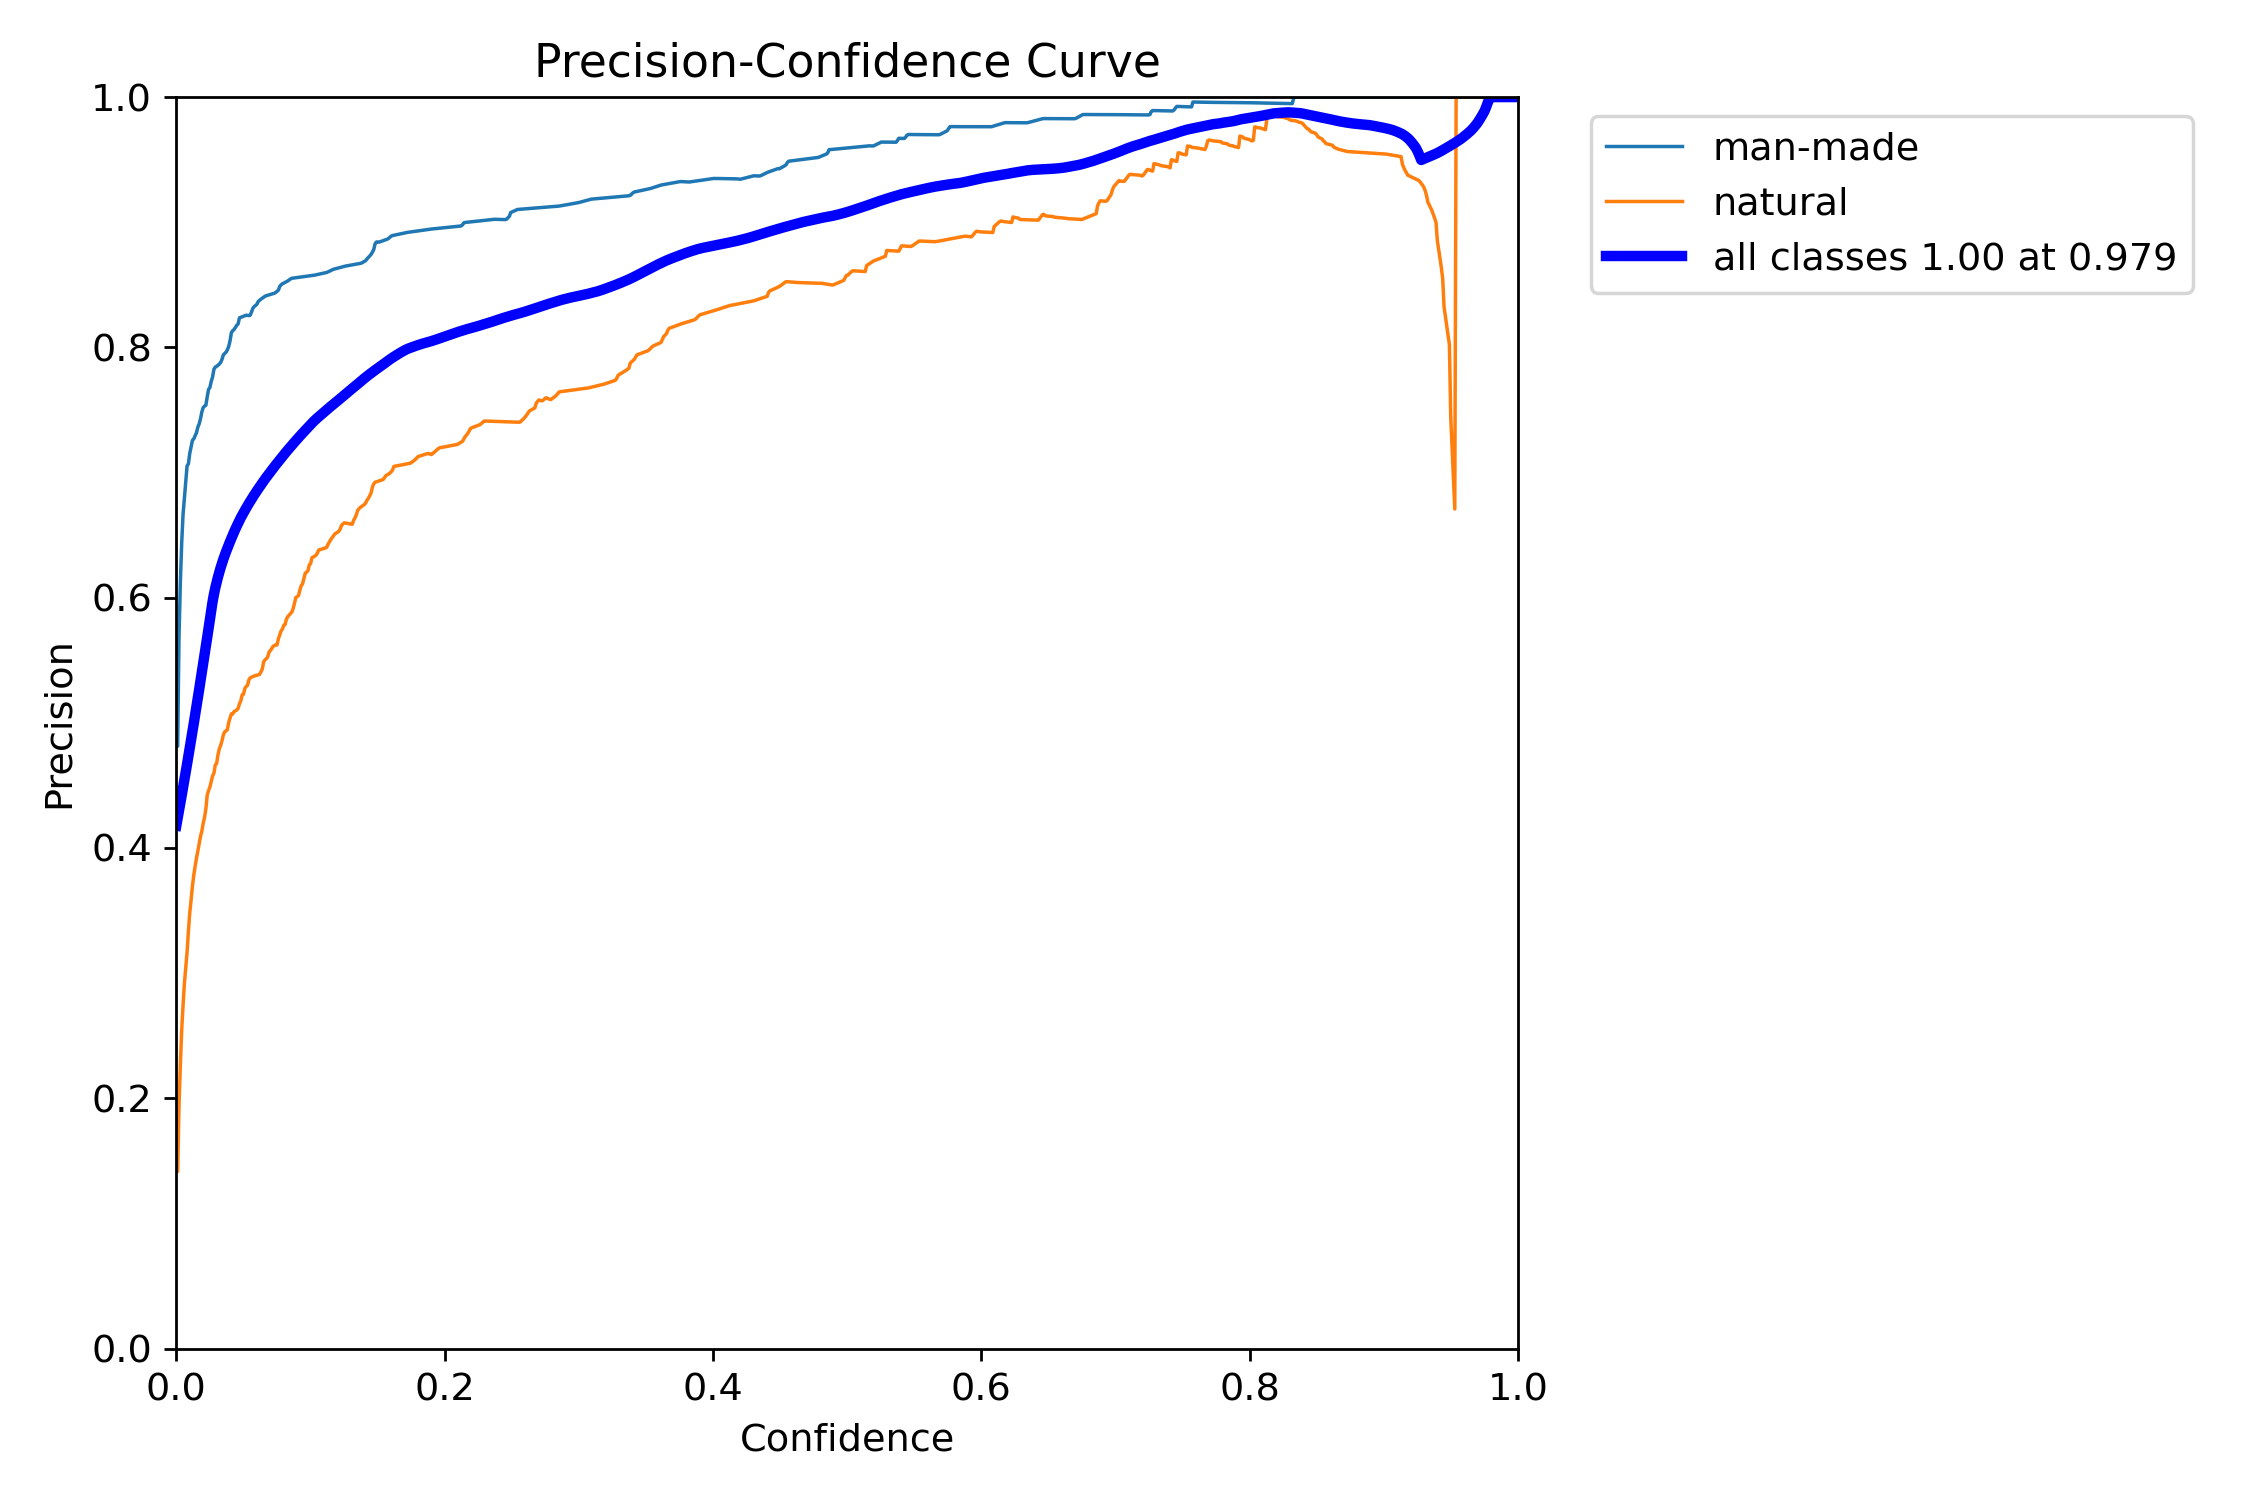 Precision-Confidence Curve
1.0
0.8
0.6
0.4
0.2
0.0
Precision
0.0 0.2 0.4 0.6 0.8 1.0
Confidence
man-made
natural
all classes 1.00 at 0.979